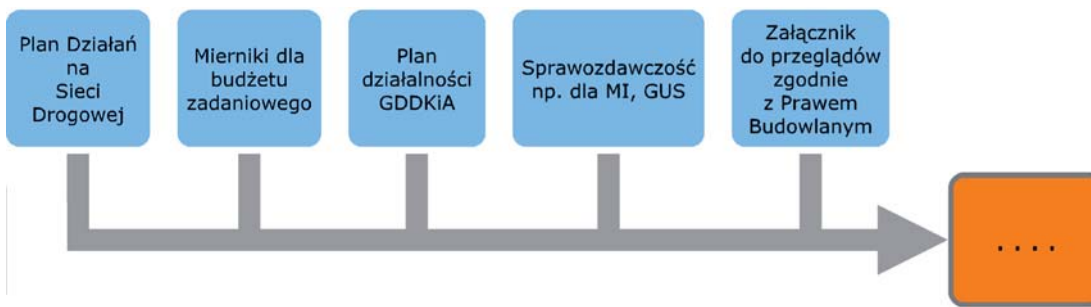 Plan Działań
na
Sieci
Drogowej
Mierniki dla
budżetu
zadaniowego
Plan
działalności
GDDKiA
Sprawozdawczość
np. dla MI, GUS
Załącznik
do przeglądów
zgodnie
z Prawem
Budowlanym
. . . .